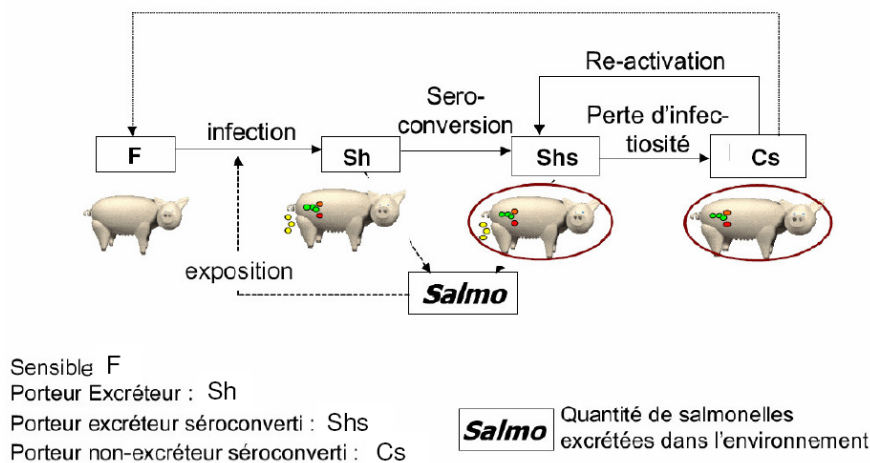 Re-activation
Sero-
conversion
Perte d'infec-
tiosité
infection
F
Sh
Shs
Cs
exposition
Salmo
Sensible F
Porteur Excréteur : Sh
Porteur excréteur séroconverti : Shs
Porteur non-excréteur séroconverti : Cs
Salmo
Quantité de salmonelles
excrétées dans l'environnement